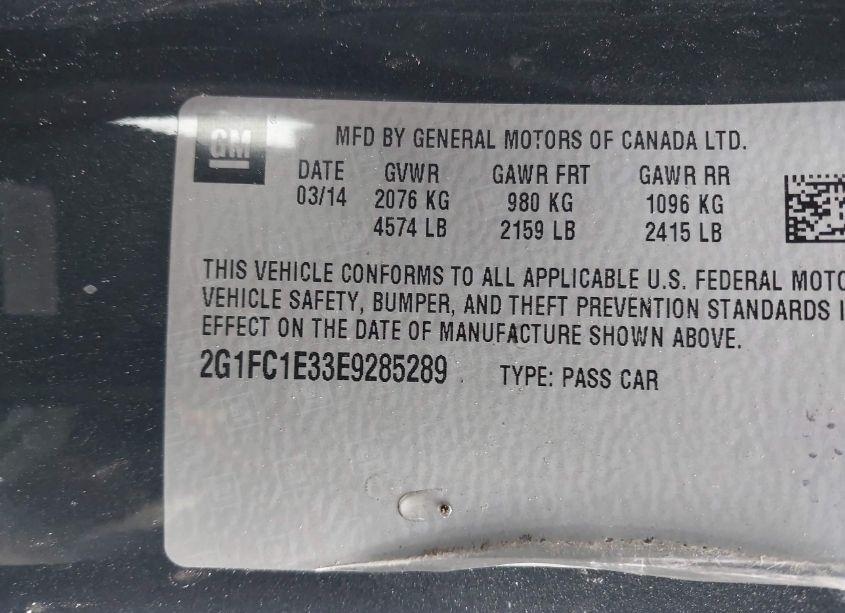 GM
MFD BY GENERAL MOTORS OF CANADA LTD.
DATE GVWR GAWR FRT GAWR RR
03/14 2076 KG 980 KG 1096 KG
4574 LB 2159 LB 2415 LB
THIS VEHICLE CONFORMS TO ALL APPLICABLE U.S. FEDERAL MOTO
VEHICLE SAFETY, BUMPER, AND THEFT PREVENTION STANDARDS I
EFFECT ON THE DATE OF MANUFACTURE SHOWN ABOVE.
2G1FC1E33E9285289 TYPE: PASS CAR